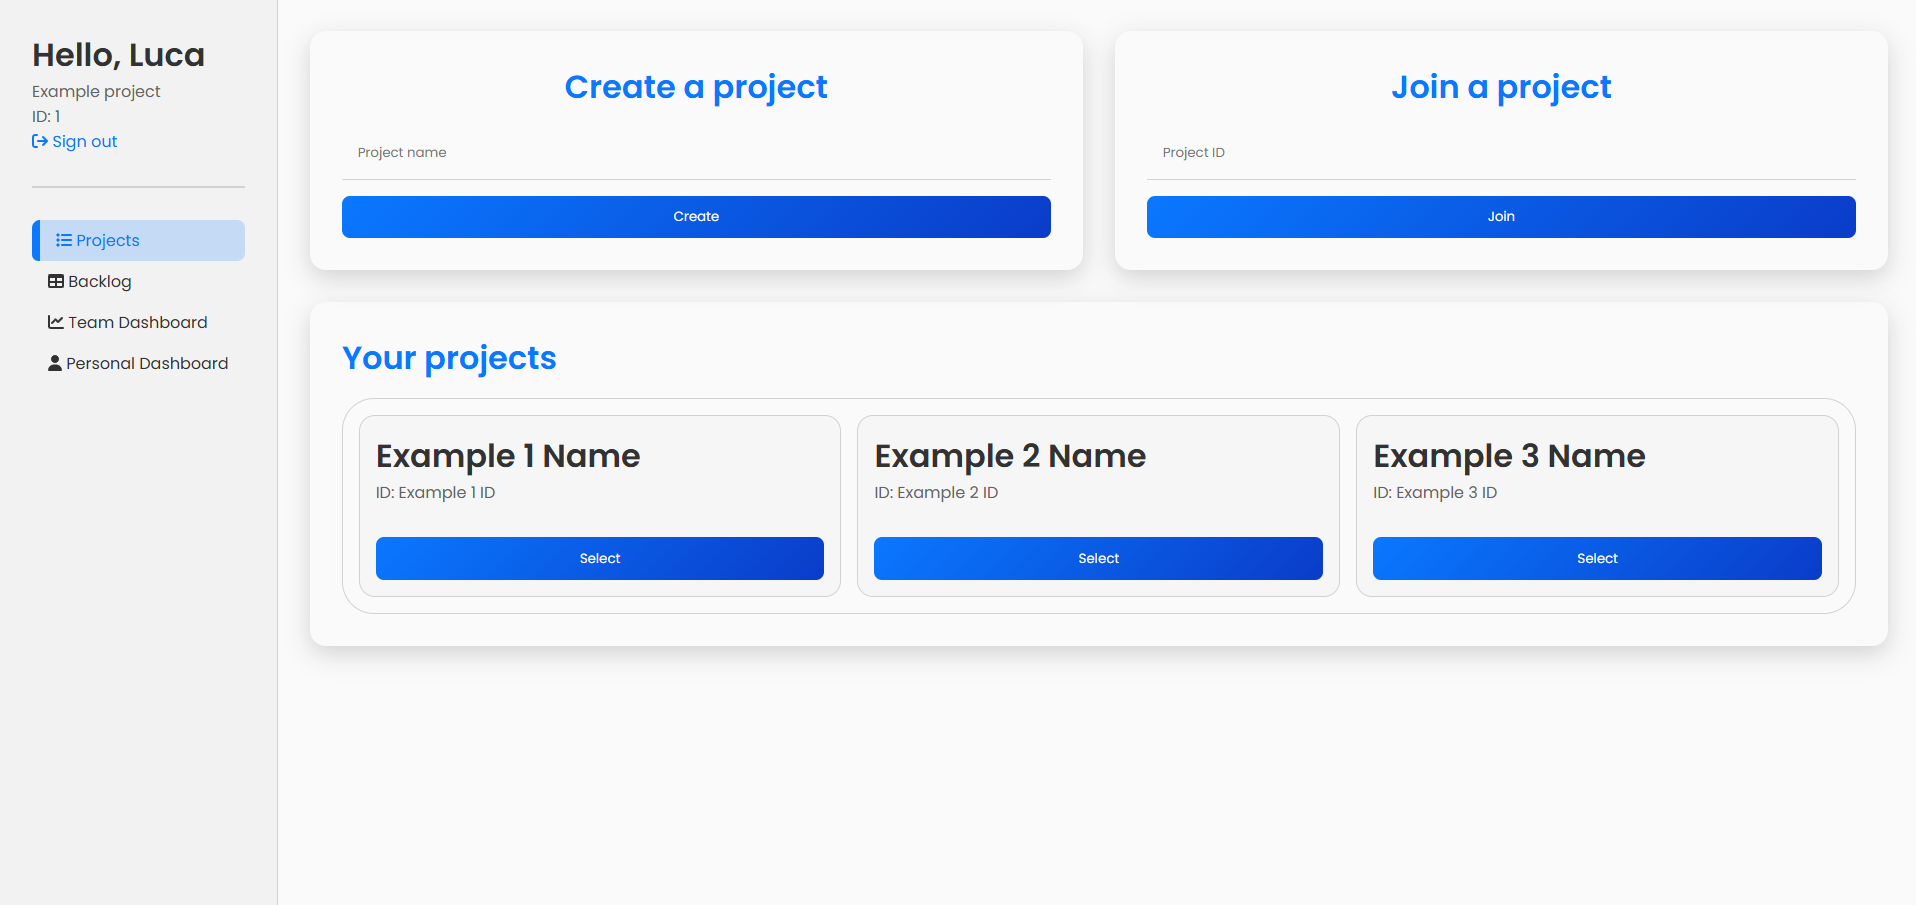 Hello, Luca
Example project
ID: 1
Sign out
Projects
Backlog
Team Dashboard
Personal Dashboard
Create a project
Project name
Create
Join a project
Project ID
Join
Your projects
Example 1 Name
ID: Example 1 ID
Select
Example 2 Name
ID: Example 2 ID
Select
Example 3 Name
ID: Example 3 ID
Select